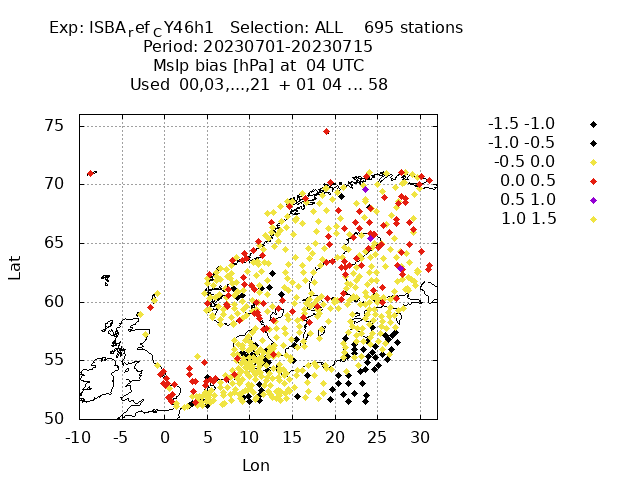 Exp: ISBArefCY46h1   Selection: ALL    695 stations
Period: 20230701-20230715
Mslp bias [hPa] at  04 UTC
Used  00,03,...,21  + 01 04 ... 58
-1.5 -1.0
-1.0 -0.5
-0.5 0.0
0.0 0.5
0.5 1.0
1.0 1.5
75
70
65
60
55
50
Lat
-10 -5 0 5 10 15 20 25 30
Lon